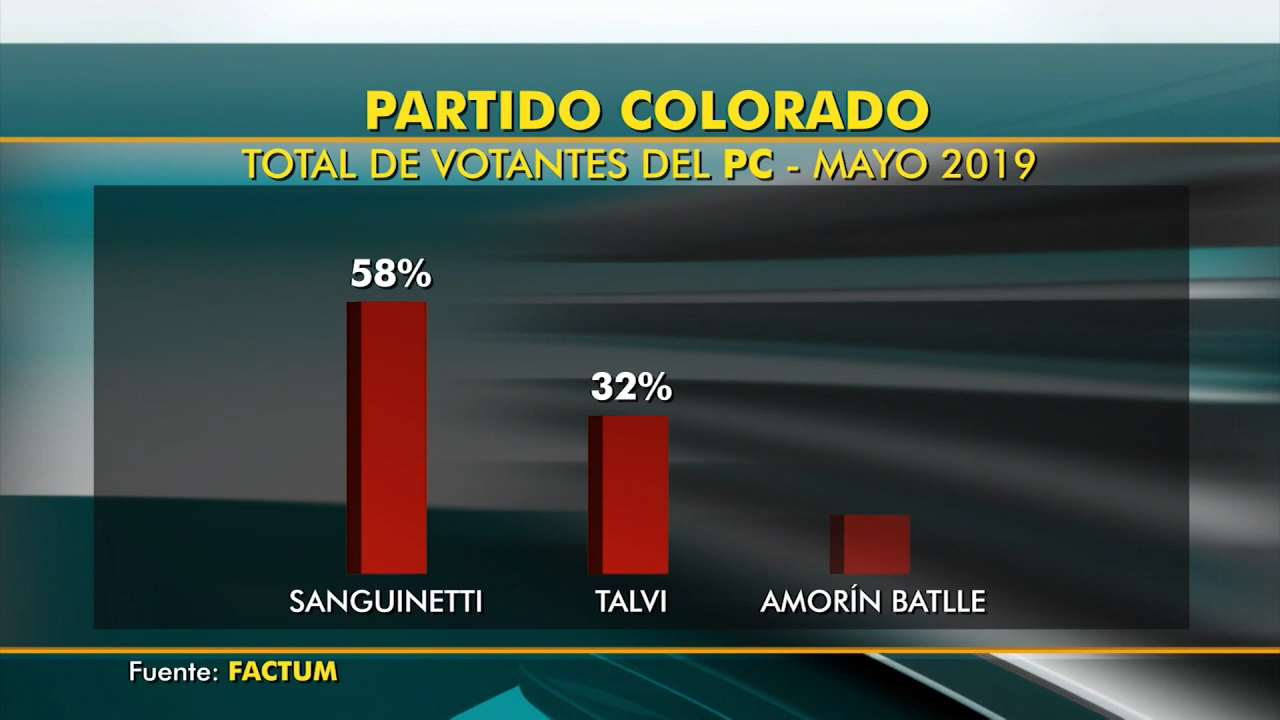 PARTIDO COLORADO
TOTAL DE VOTANTES DEL PC - MAYO 2019
58%
32%
SANGUINETTI
TALVI
AMORÍN BATLLE
Fuente: FACTUM